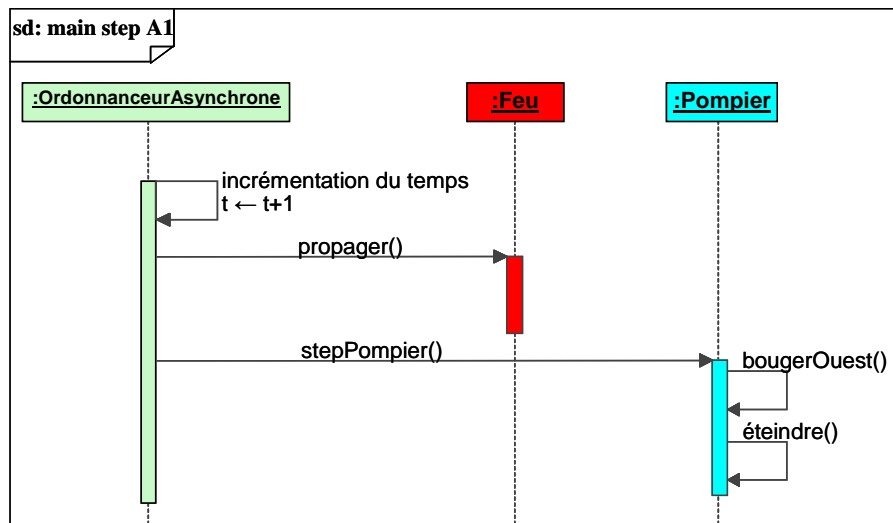 sd: main step A1
:OrdonnanceurAsynchrone
:Feu
:Pompier
incrémentation du temps
t ← t+1
propager()
stepPompier()
bougerOuest()
éteindre()